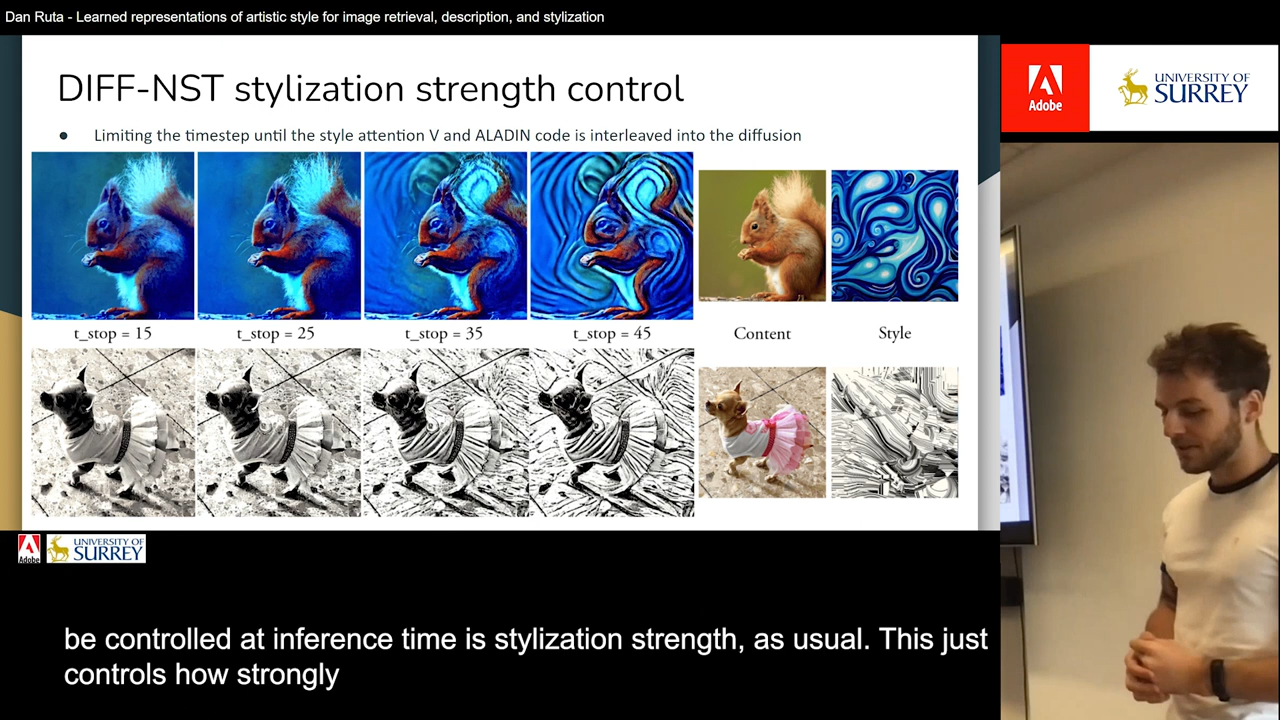 Dan Ruta - Learned representations of artistic style for image retrieval, description, and stylization
DIFF-NST stylization strength control
● Limiting the timestep until the style attention V and ALADIN code is interleaved into the diffusion
t_stop = 15
t_stop = 25
t_stop = 35
t_stop = 45
Content
Style
Adobe
UNIVERSITY OF
SURREY
Adobe
UNIVERSITY OF
SURREY
be controlled at inference time is stylization strength, as usual. This just
controls how strongly